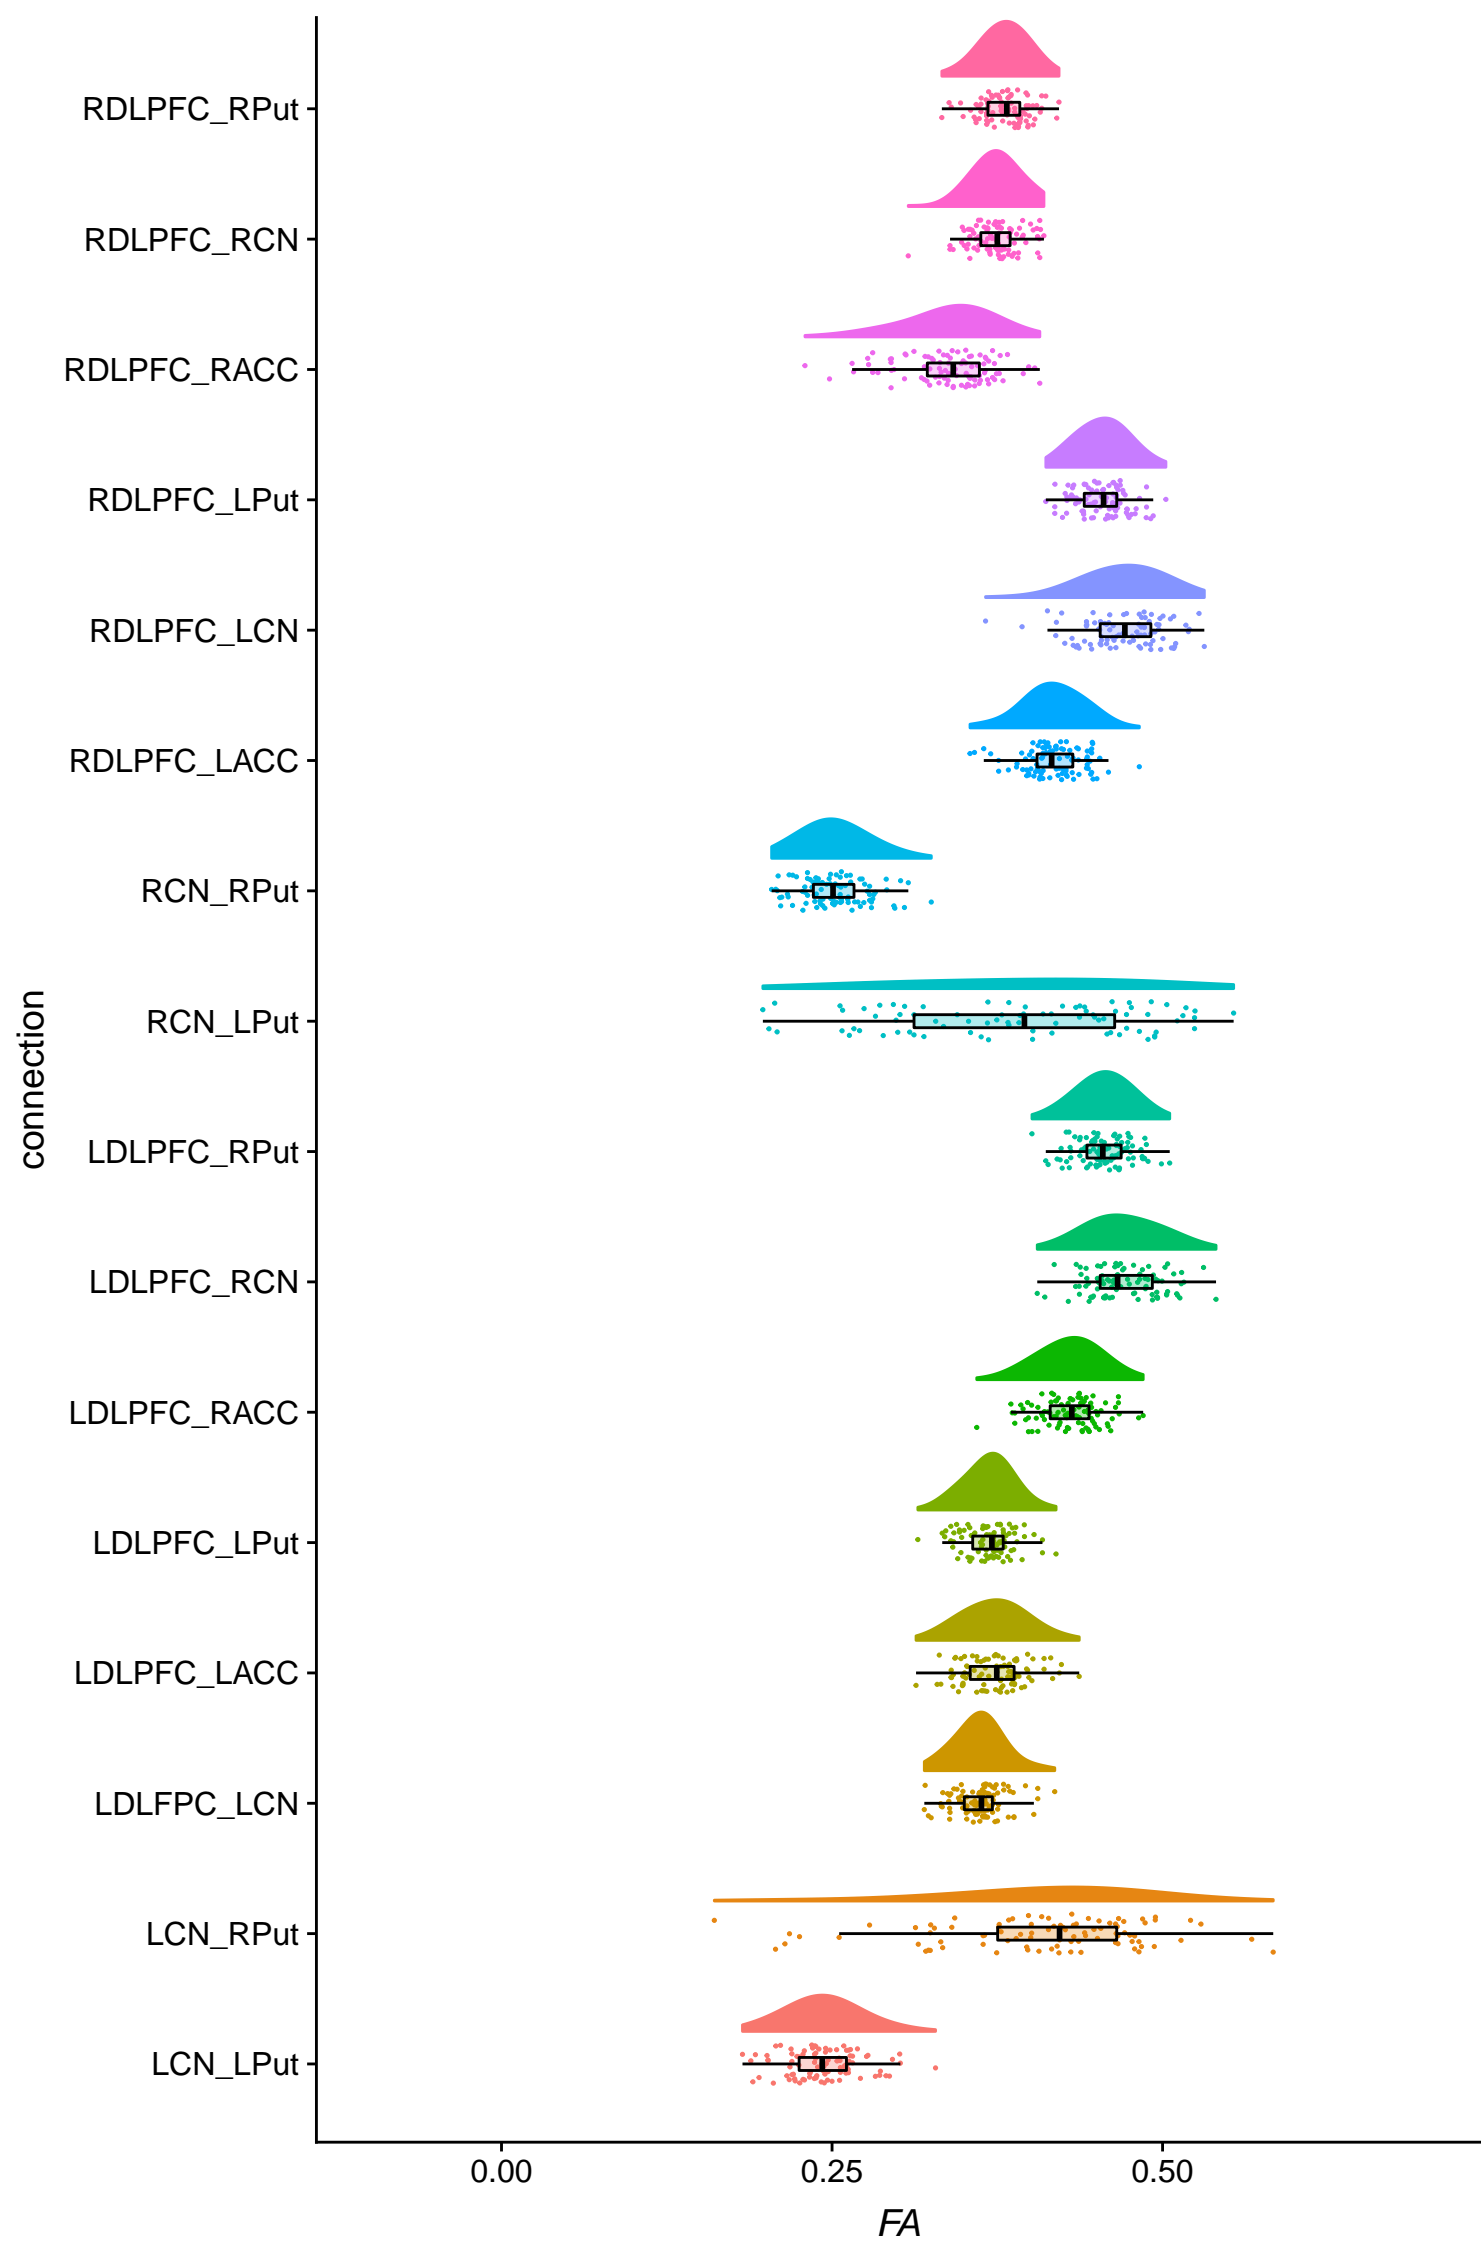 RDLPFC_RPut
RDLPFC_RCN
RDLPFC_RACC
RDLPFC_LPut
RDLPFC_LCN
RDLPFC_LACC
RCN_RPut
RCN_LPut
LDLPFC_RPut
LDLPFC_RCN
LDLPFC_RACC
LDLPFC_LPut
LDLPFC_LACC
LDLFPC_LCN
LCN_RPut
LCN_LPut
connection
0.00 0.25 0.50
FA